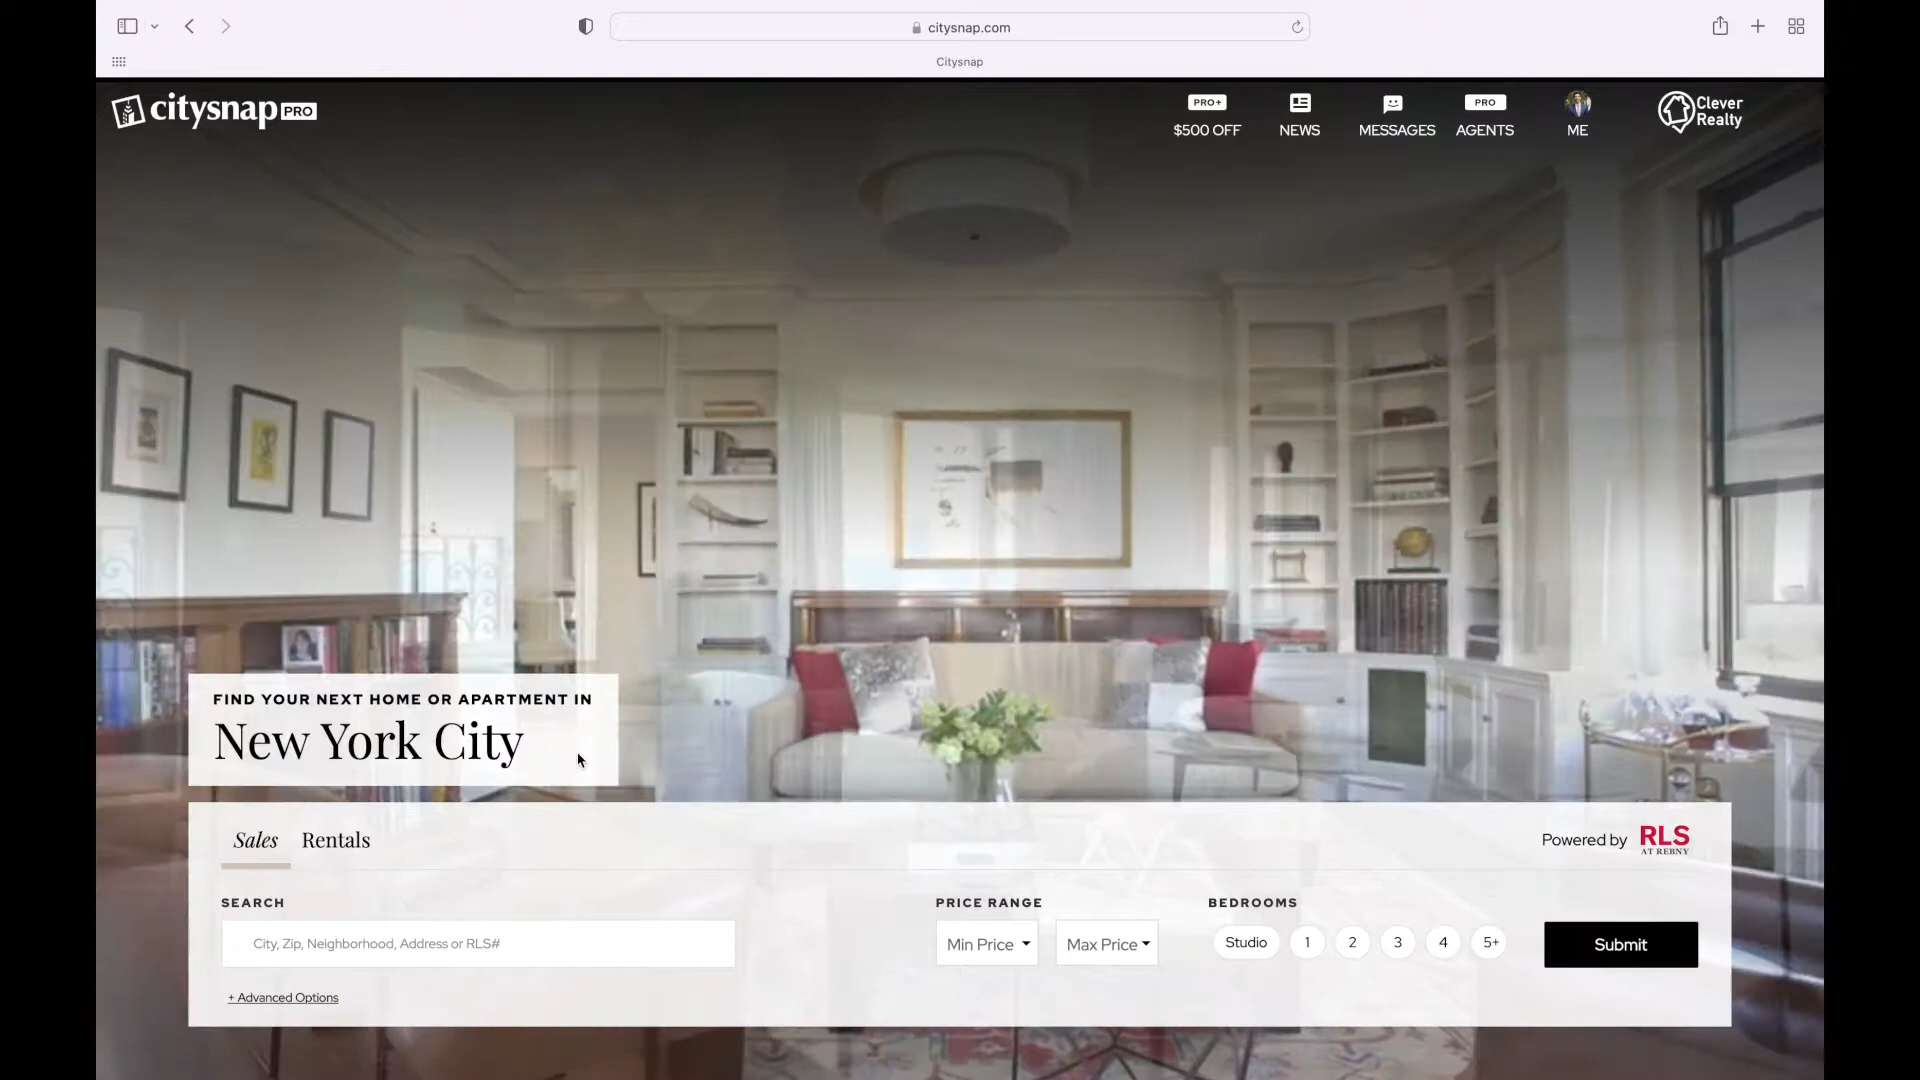 citysnap.com
Citysnap
citysnap PRO
PRO+
$500 OFF
NEWS
MESSAGES
PRO
AGENTS
ME
Clever
Realty
FIND YOUR NEXT HOME OR APARTMENT IN
New York City
Sales
Rentals
Powered by RLS
AT REBNY
SEARCH
City, Zip, Neighborhood, Address or RLS#
+ Advanced Options
PRICE RANGE
Min Price
Max Price
BEDROOMS
Studio
1
2
3
4
5+
Submit